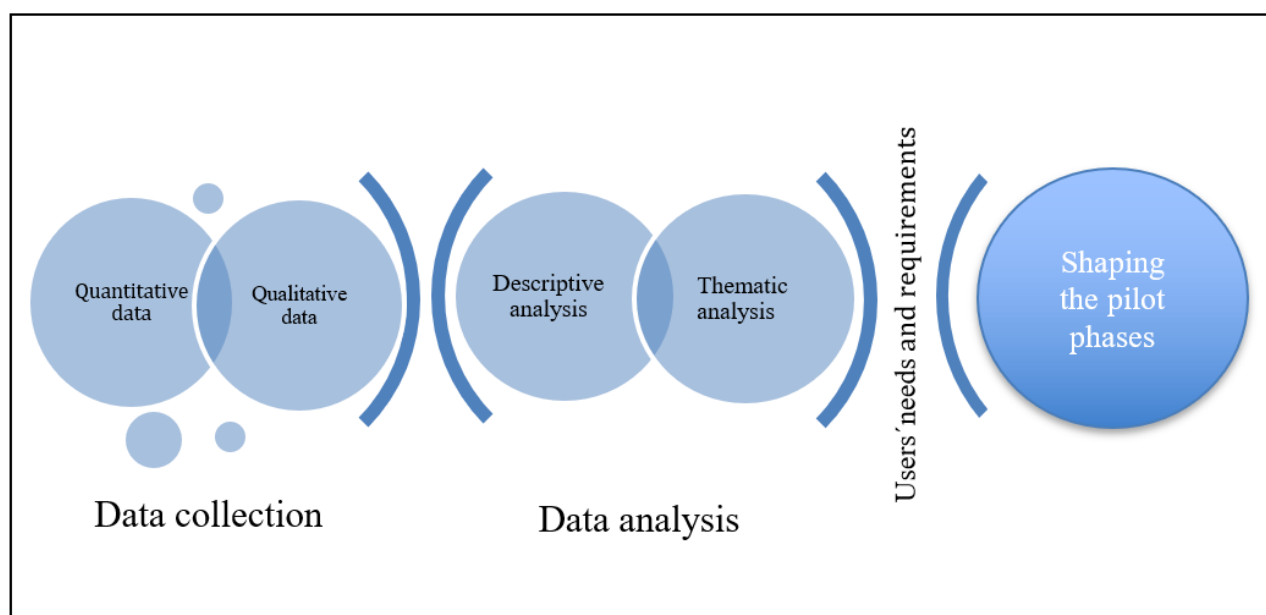 Quantitative
data
Qualitative
data
Data collection
Descriptive
analysis
Thematic
analysis
Data analysis
Users´needs and requirements
Shaping
the pilot
phases